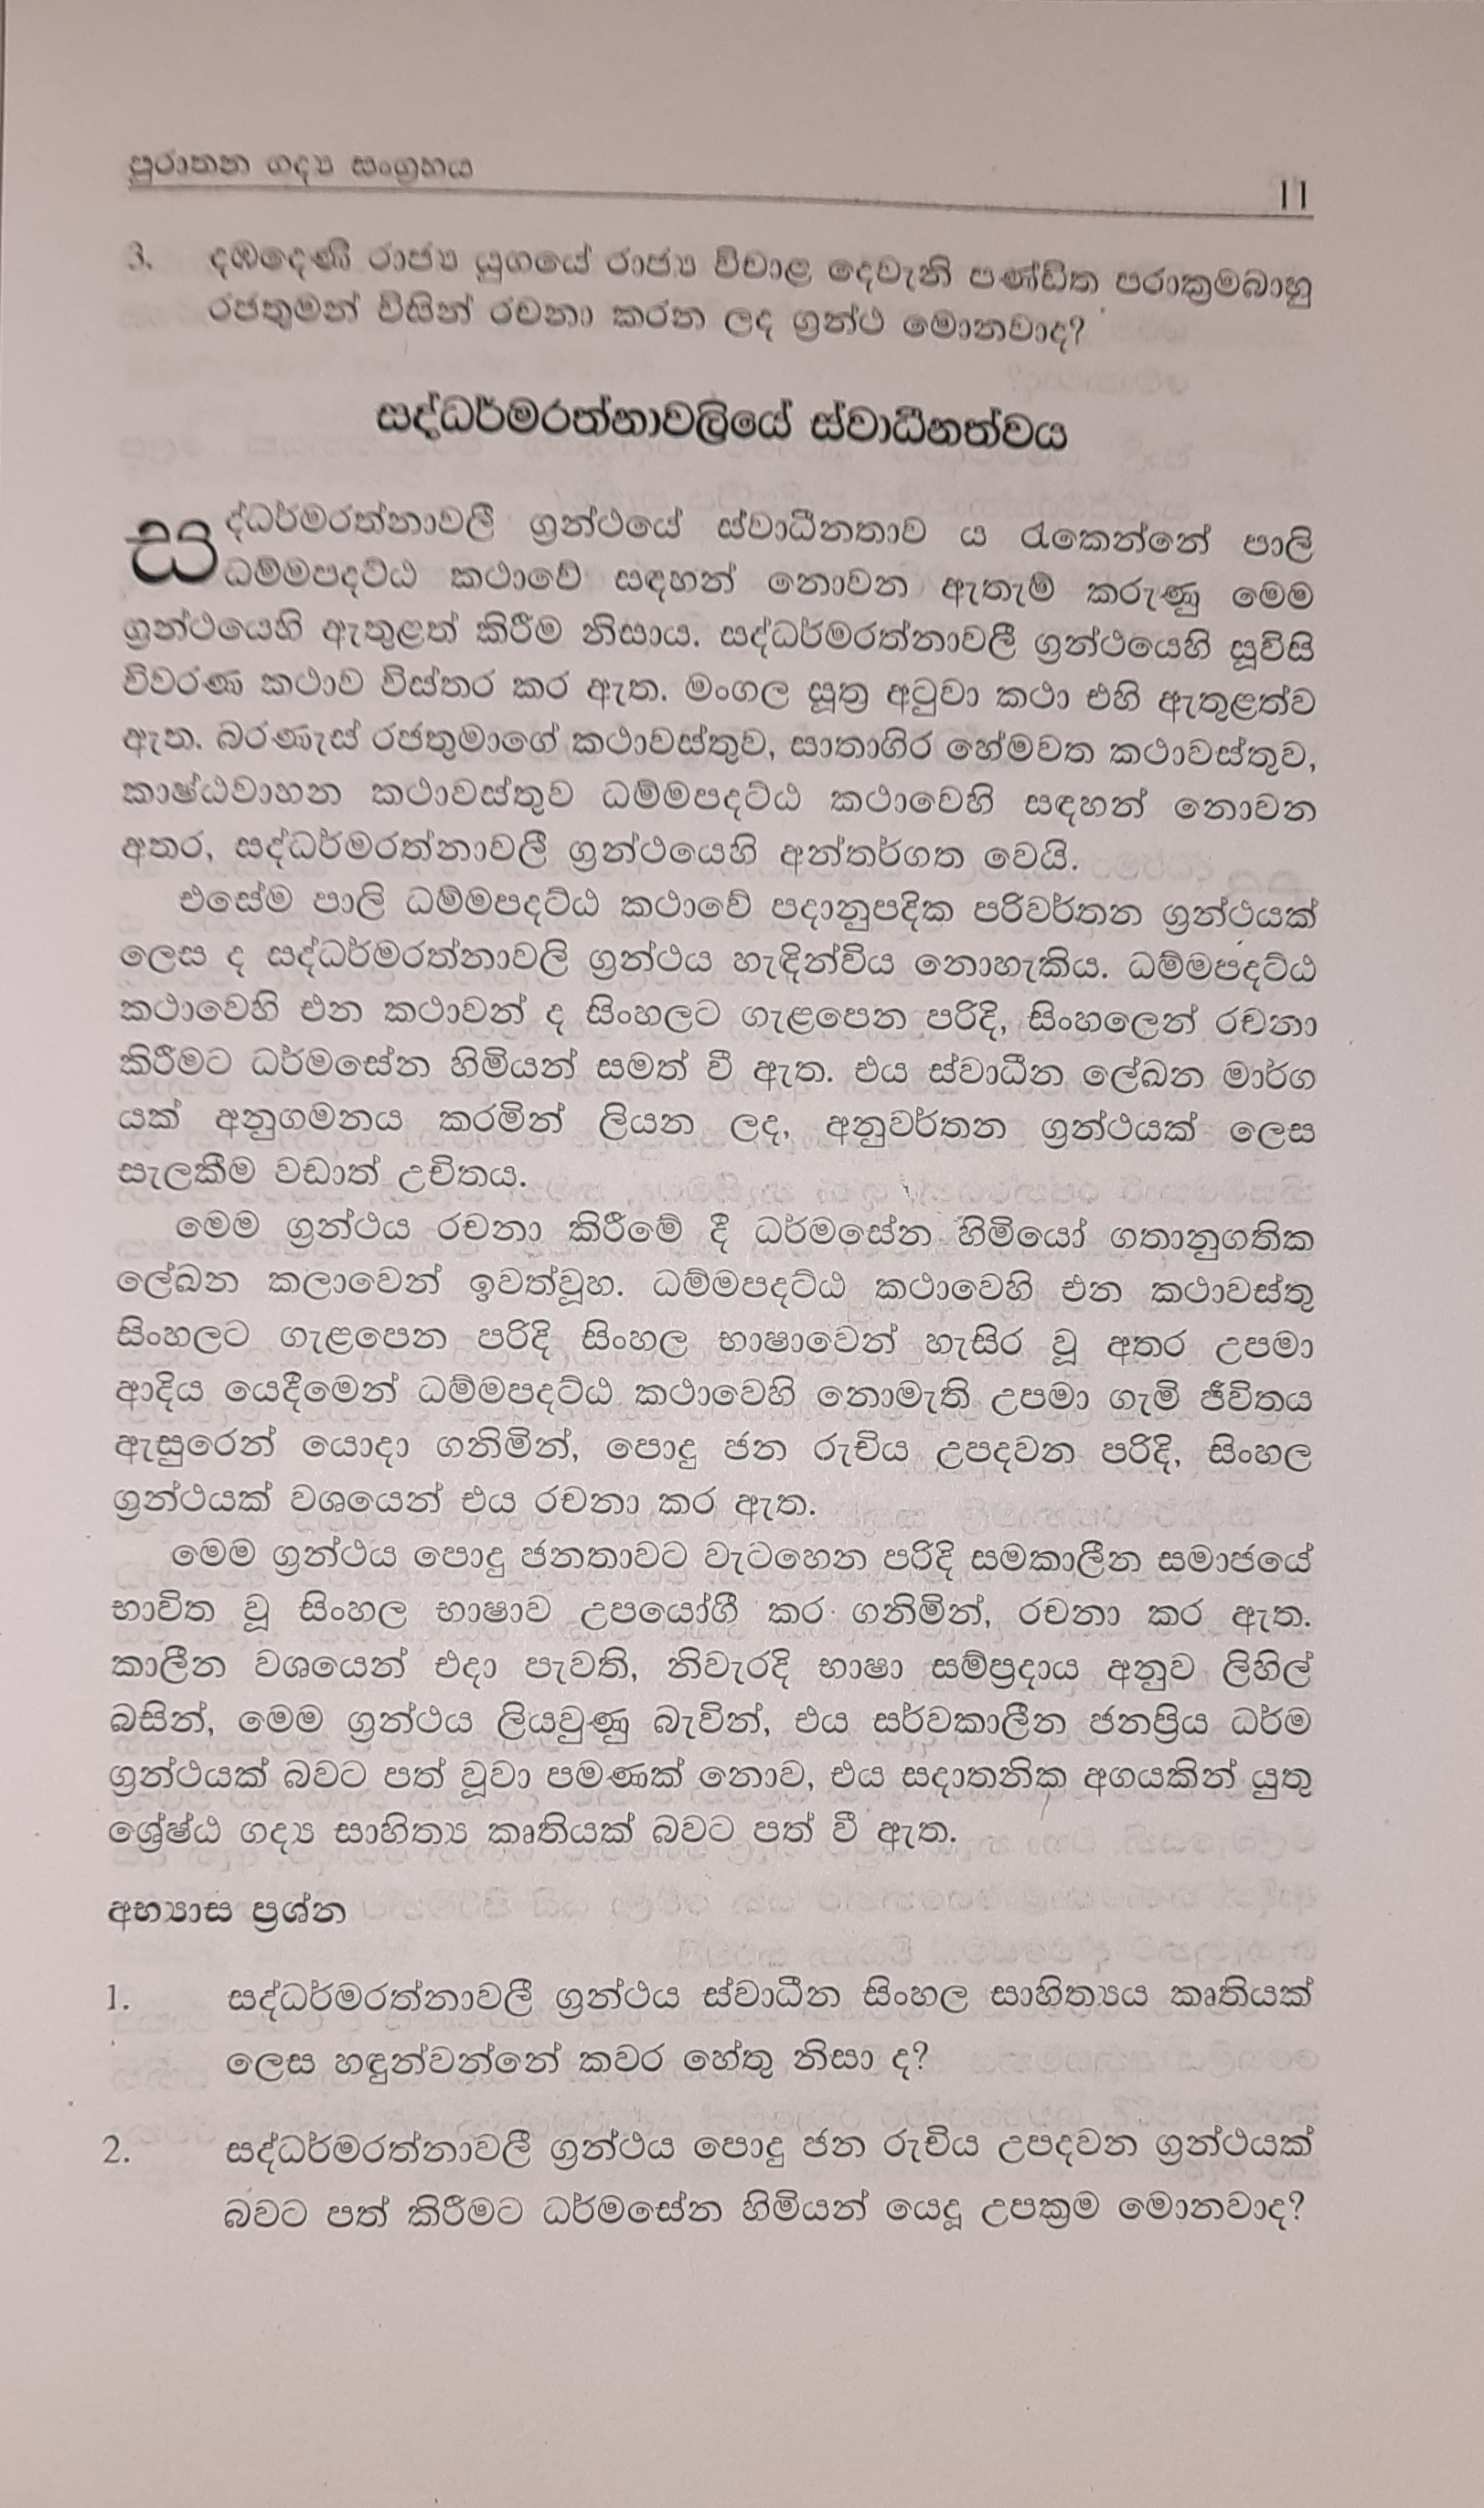 පුරාතන ගද්‍ය සංග්‍රහය
11
3. දඹදෙණි රාජ්‍ය යුගයේ රාජ්‍ය විචාළ දෙවැනි පණ්ඩිත පරාක්‍රමබාහු
රජතුමන් විසින් රචනා කරන ලද ග්‍රන්ථ මොනවාද?
සද්ධර්මරත්නාවලියේ ස්වාධීනත්වය
සද්ධර්මරත්නාවලී ග්‍රන්ථයේ ස්වාධීනතාව ය රැකෙන්නේ පාලි
ධම්මපදට්ඨ කථාවේ සඳහන් නොවන ඇතැම් කරුණු මෙම
ග්‍රන්ථයෙහි ඇතුළත් කිරීම නිසාය. සද්ධර්මරත්නාවලී ග්‍රන්ථයෙහි සූවිසි
විවරණ කථාව විස්තර කර ඇත. මංගල සූත්‍ර අටුවා කථා එහි ඇතුළත්ව
ඇත. බරණැස් රජතුමාගේ කථාවස්තුව, සාතාගිර හේමවත කථාවස්තුව,
කාෂ්ඨවාහන කථාවස්තුව ධම්මපදට්ඨ කථාවෙහි සඳහන් නොවන
අතර, සද්ධර්මරත්නාවලී ග්‍රන්ථයෙහි අන්තර්ගත වෙයි.
එසේම පාලි ධම්මපදට්ඨ කථාවේ පදානුපදික පරිවර්තන ග්‍රන්ථයක්
ලෙස ද සද්ධර්මරත්නාවලි ග්‍රන්ථය හැඳින්විය නොහැකිය. ධම්මපදට්ඨ
කථාවෙහි එන කථාවන් ද සිංහලට ගැළපෙන පරිදි, සිංහලෙන් රචනා
කිරීමට ධර්මසේන හිමියන් සමත් වී ඇත. එය ස්වාධීන ලේඛන මාර්ග
යක් අනුගමනය කරමින් ලියන ලද, අනුවර්තන ග්‍රන්ථයක් ලෙස
සැලකීම වඩාත් උචිතය.
මෙම ග්‍රන්ථය රචනා කිරීමේ දී ධර්මසේන හිමියෝ ගතානුගතික
ලේඛන කලාවෙන් ඉවත්වූහ. ධම්මපදට්ඨ කථාවෙහි එන කථාවස්තු
සිංහලට ගැළපෙන පරිදි සිංහල භාෂාවෙන් හැසිර වූ අතර උපමා
ආදිය යෙදීමෙන් ධම්මපදට්ඨ කථාවෙහි නොමැති උපමා ගැමි ජීවිතය
ඇසුරෙන් යොදා ගනිමින්, පොදු ජන රුචිය උපදවන පරිදි, සිංහල
ග්‍රන්ථයක් වශයෙන් එය රචනා කර ඇත.
මෙම ග්‍රන්ථය පොදු ජනතාවට වැටහෙන පරිදි සමකාලීන සමාජයේ
භාවිත වූ සිංහල භාෂාව උපයෝගී කර ගනිමින්, රචනා කර ඇත.
කාලීන වශයෙන් එදා පැවති, නිවැරදි භාෂා සම්ප්‍රදාය අනුව ලිහිල්
බසින්, මෙම ග්‍රන්ථය ලියවුණු බැවින්, එය සර්වකාලීන ජනප්‍රිය ධර්ම
ග්‍රන්ථයක් බවට පත් වූවා පමණක් නොව, එය සදාතනික අගයකින් යුතු
ශ්‍රේෂ්ඨ ගද්‍ය සාහිත්‍ය කෘතියක් බවට පත් වී ඇත.
අභ්‍යාස ප්‍රශ්න
1. සද්ධර්මරත්නාවලී ග්‍රන්ථය ස්වාධීන සිංහල සාහිත්‍යය කෘතියක්
ලෙස හඳුන්වන්නේ කවර හේතු නිසා ද?
2. සද්ධර්මරත්නාවලී ග්‍රන්ථය පොදු ජන රුචිය උපදවන ග්‍රන්ථයක්
බවට පත් කිරීමට ධර්මසේන හිමියන් යෙදූ උපක්‍රම මොනවාද?